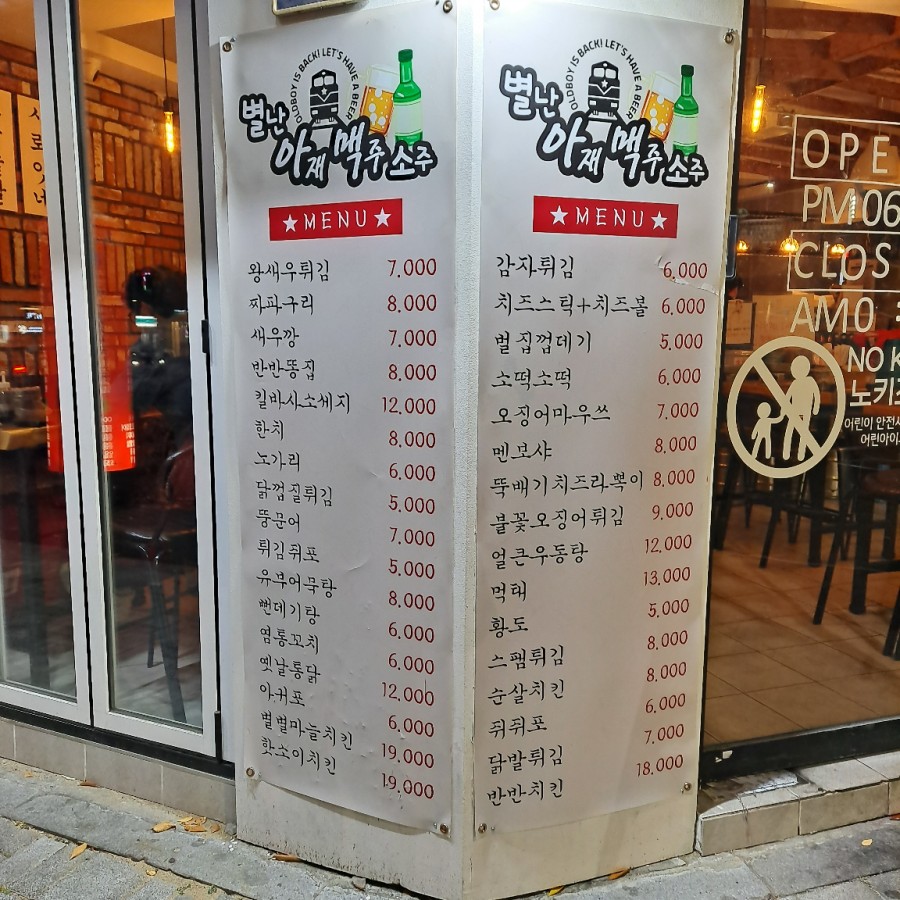 OLDBOY IS BACK! LET'S HAVE A BEER
별난
아재맥주소주
★MENU★
왕새우튀김 7.000
짜파구리 8.000
새우깡 7.000
반반똥집 8.000
킬바사소세지 12.000
한치 8.000
노가리 6.000
닭껍질튀김 5.000
뚱문어 7.000
튀김쥐포 5.000
유부어묵탕 8.000
뻔데기탕 6.000
염통꼬치 6.000
옛날통닭 12.000
아귀포 6.000
별별마늘치킨 19.000
핫소이치킨 19.000
OLDBOY IS BACK! LET'S HAVE A BEER
별난
아재맥주소주
★MENU★
감자튀김 6.000
치즈스틱+치즈볼 6.000
벌집껍데기 5.000
소떡소떡 6.000
오징어마우쓰 7.000
멘보샤 8.000
뚝배기치즈라뽁이 8.000
불꽃오징어튀김 9.000
얼큰우동탕 12.000
먹태 13.000
황도 5.000
스팸튀김 8.000
순살치킨 8.000
쥐쥐포 6.000
닭발튀김 7.000
반반치킨 18.000
OPE
PM 06
CLOS
AM 0 :
NO K
노키즈
어린이 안전사
어린아이